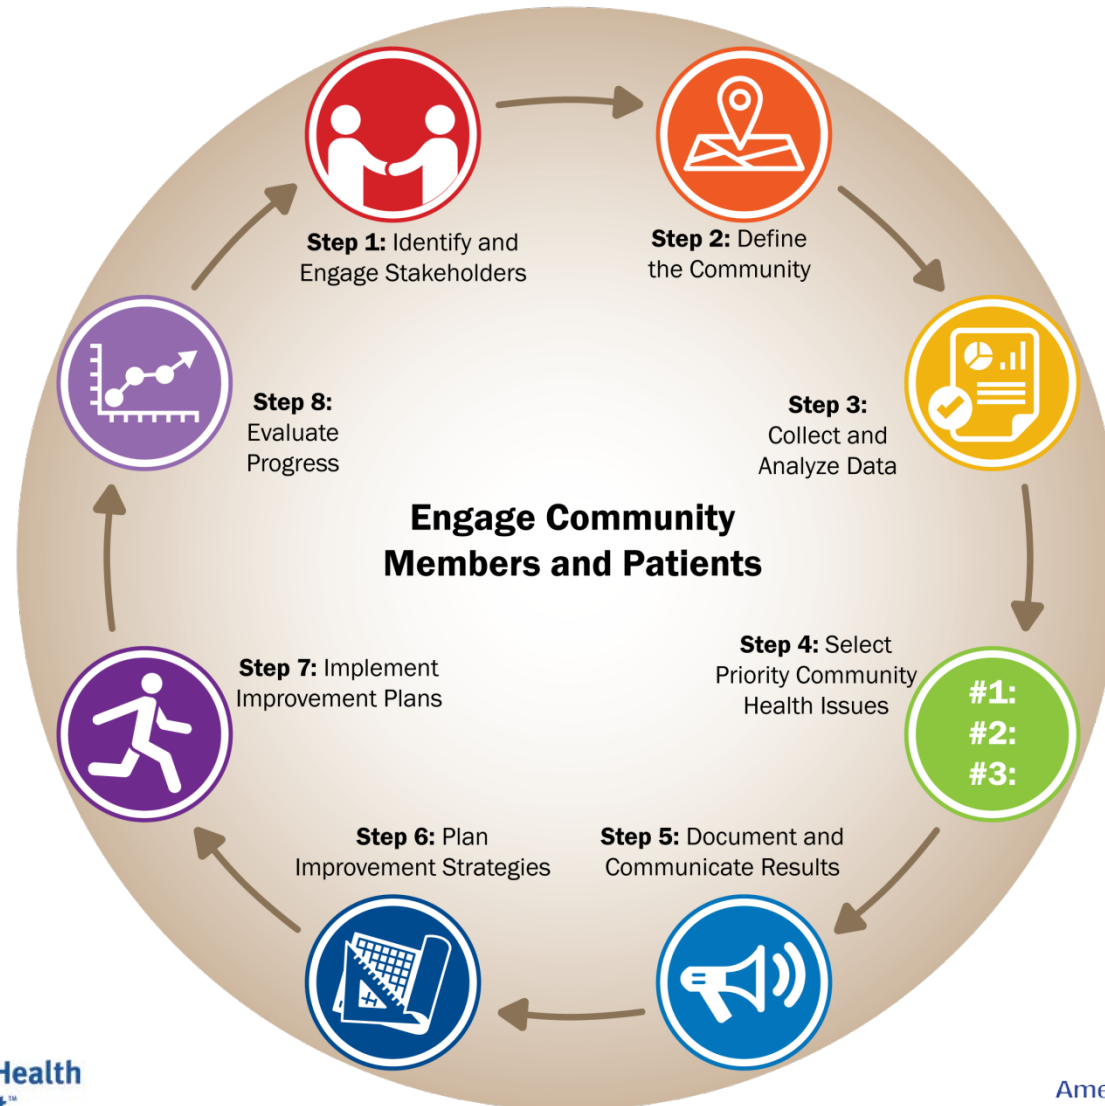 Step 1: Identify and
Engage Stakeholders
Step 2: Define
the Community
Step 3:
Collect and
Analyze Data
Step 4: Select
Priority Community
Health Issues
#1:
#2:
#3:
Step 5: Document and
Communicate Results
Step 6: Plan
Improvement Strategies
Step 7: Implement
Improvement Plans
Step 8:
Evaluate
Progress
Engage Community
Members and Patients
Health